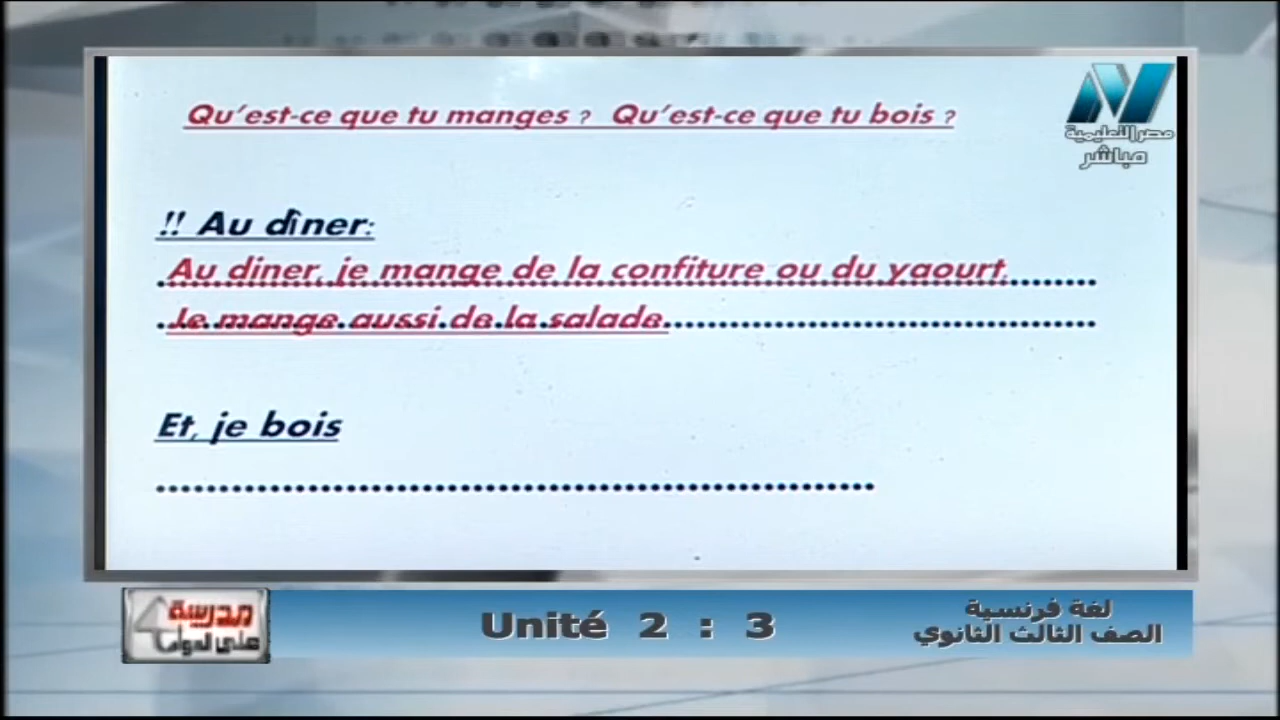 Qu'est-ce que tu manges ? Qu'est-ce que tu bois ?
مصر التعليمية
مباشر
!! Au dîner:
Au diner, je mange de la confiture ou du yaourt.
Je mange aussi de la salade.
Et, je bois
مدرسة
على الهواء
Unité 2 : 3
لغة فرنسية
الصف الثالث الثانوي